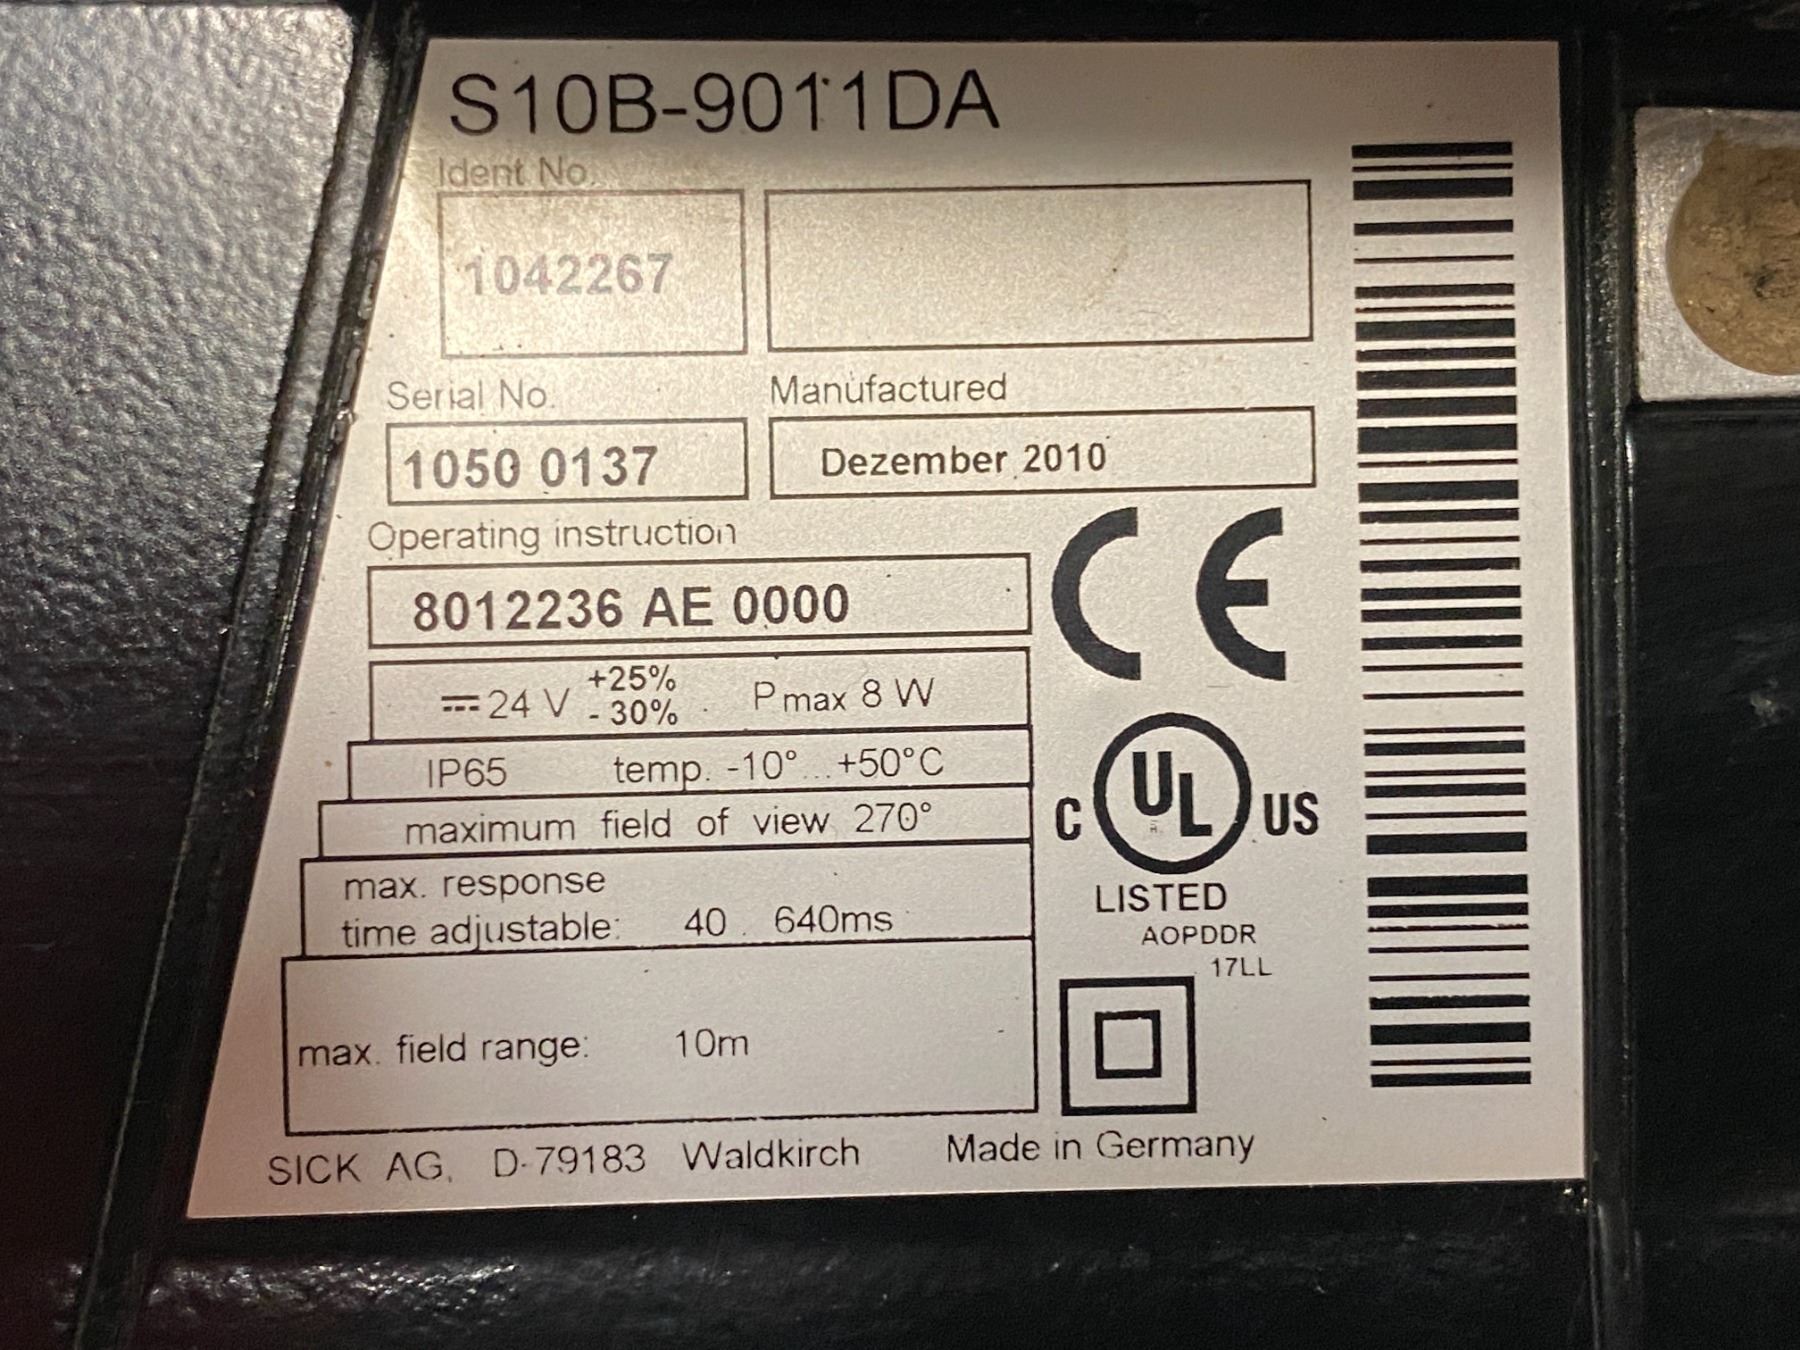 S10B-9011DA
Ident No.
1042267
Serial No.
Manufactured
1050 0137
Dezember 2010
Operating instruction
8012236 AE 0000
CE
24 V +25% - 30% P max 8 W
IP65 temp. -10° ... +50°C
maximum field of view 270°
max. response
time adjustable: 40 . 640ms
max. field range: 10m
C UL US
LISTED
AOPDDR
17LL
SICK AG, D-79183 Waldkirch Made in Germany